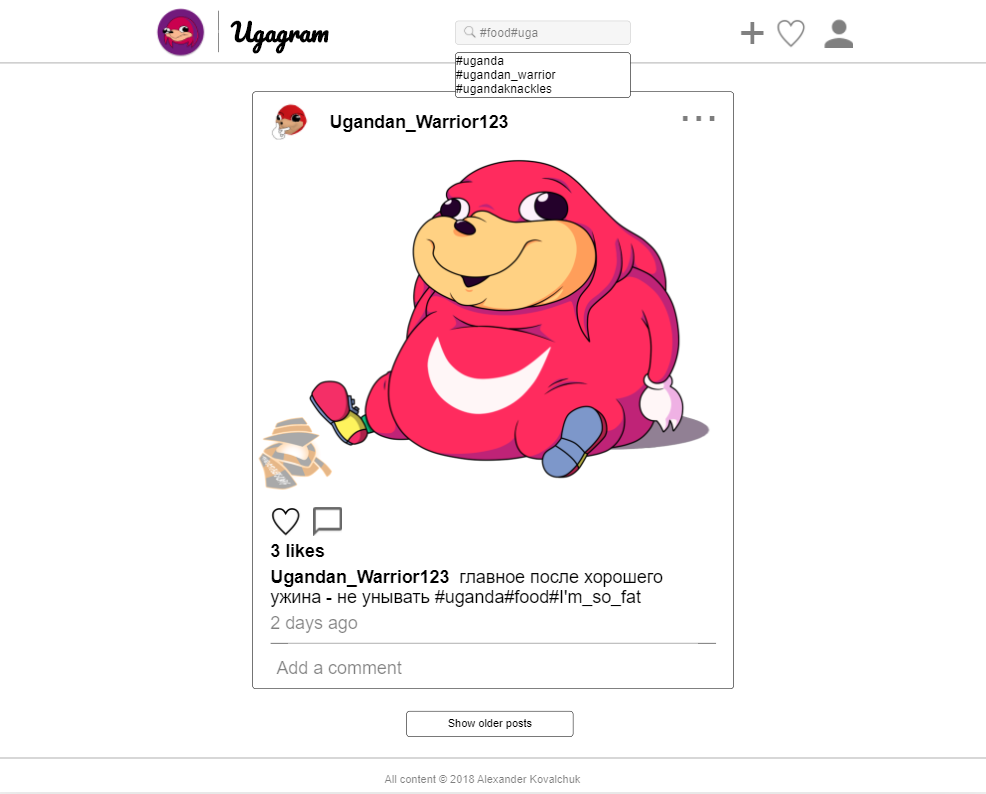 Ugagram
#food#uga
#uganda
#ugandan_warrior
#ugandaknackles
Ugandan_Warrior123
3 likes
Ugandan_Warrior123 главное после хорошего
ужина - не унывать #uganda#food#I'm_so_fat
2 days ago
Add a comment
Show older posts
All content © 2018 Alexander Kovalchuk